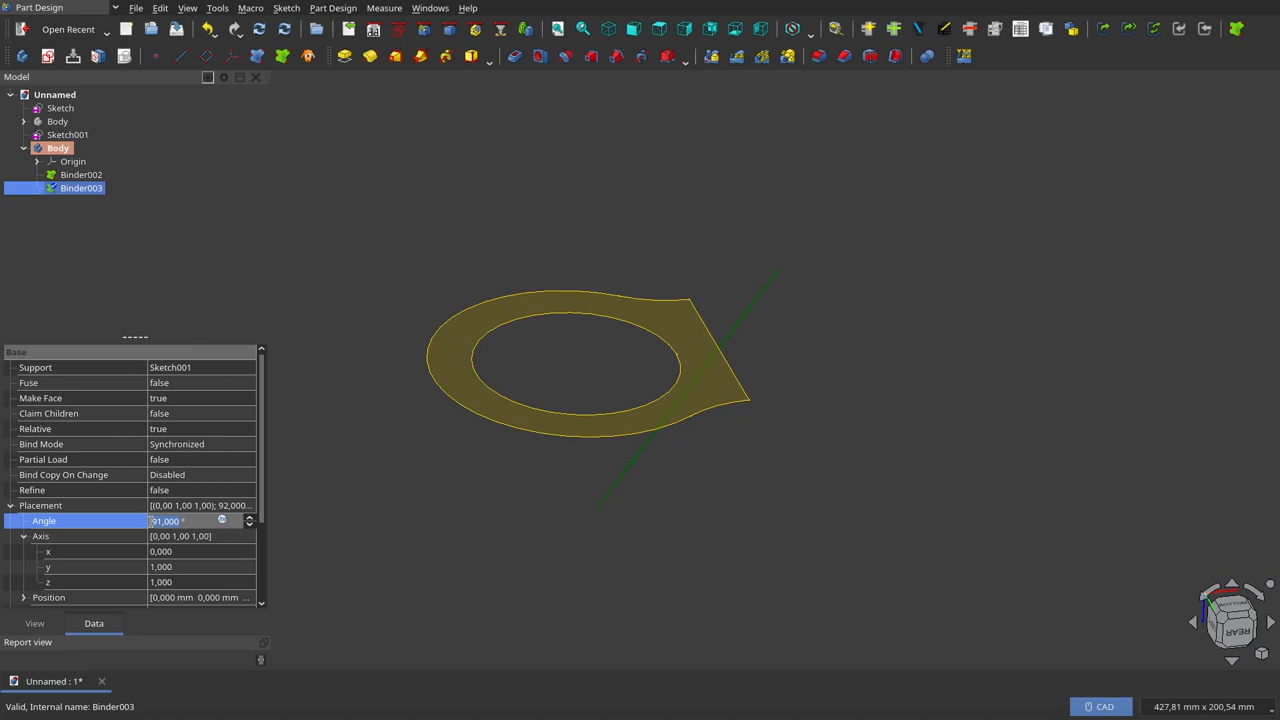 Part Design File Edit View Tools Macro Sketch Part Design Measure Windows Help
Open Recent
Model
Unnamed
Sketch
Body
Sketch001
Body
Origin
Binder002
Binder003
Base
Support Sketch001
Fuse false
Make Face true
Claim Children false
Relative true
Bind Mode Synchronized
Partial Load false
Bind Copy On Change Disabled
Refine false
Placement [(0,00 1,00 1,00); 92,000...
Angle 91,000 °
Axis [0,00 1,00 1,00]
x 0,000
y 1,000
z 1,000
Position [0,000 mm 0,000 mm ...
View Data
Report view
BOTTOM
REAR
Unnamed : 1*
Valid, Internal name: Binder003 CAD 427,81 mm x 200,54 mm